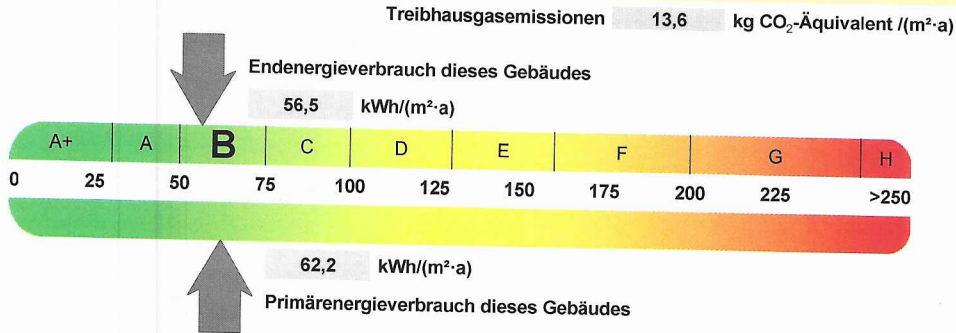 Treibhausgasemissionen 13,6 kg CO₂-Äquivalent /(m²·a)
Endenergieverbrauch dieses Gebäudes
56,5 kWh/(m²·a)
A+ A B C D E F G H
0 25 50 75 100 125 150 175 200 225 >250
62,2 kWh/(m²·a)
Primärenergieverbrauch dieses Gebäudes